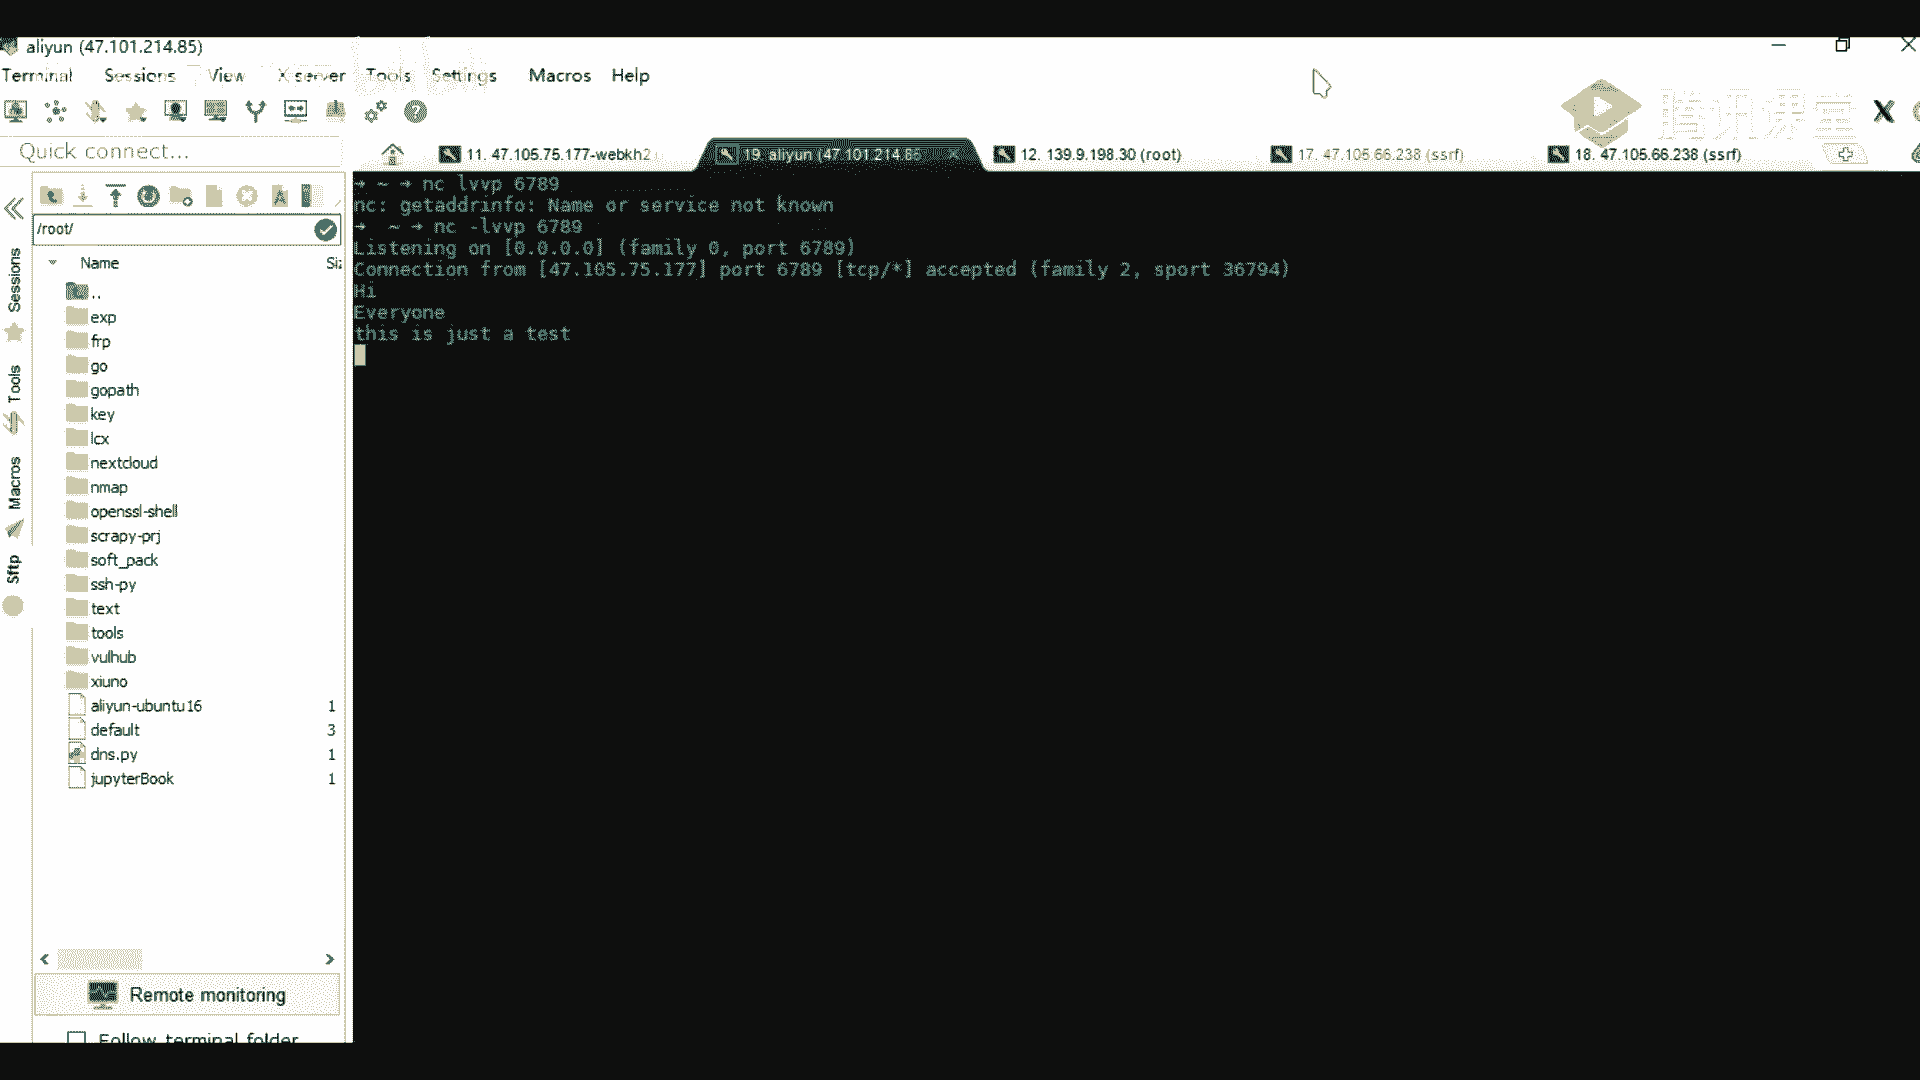 aliyun (47.101.214.85)
Terminal Sessions View X server Tools Settings Macros Help
腾讯课堂
Quick connect...
11. 47.105.75.177-webkh2
19. aliyun (47.101.214.85
12. 139.9.198.30 (root)
17. 47.105.66.238 (ssrf)
18. 47.105.66.238 (ssrf)
/root/
Name
Siz
..
exp
frp
go
gopath
key
lcx
nextcloud
nmap
openssl-shell
scrapy-prj
soft_pack
ssh-py
text
tools
vulhub
xiuno
aliyun-ubuntu16 1
default 3
dns.py 1
jupyterBook 1
Remote monitoring
Follow terminal folder
Sessions
Tools
Macros
Sftp
→ ~ → nc lvvp 6789
nc: getaddrinfo: Name or service not known
→ ~ → nc -lvvp 6789
Listening on [0.0.0.0] (family 0, port 6789)
Connection from [47.105.75.177] port 6789 [tcp/*] accepted (family 2, sport 36794)
Hi
Everyone
this is just a test